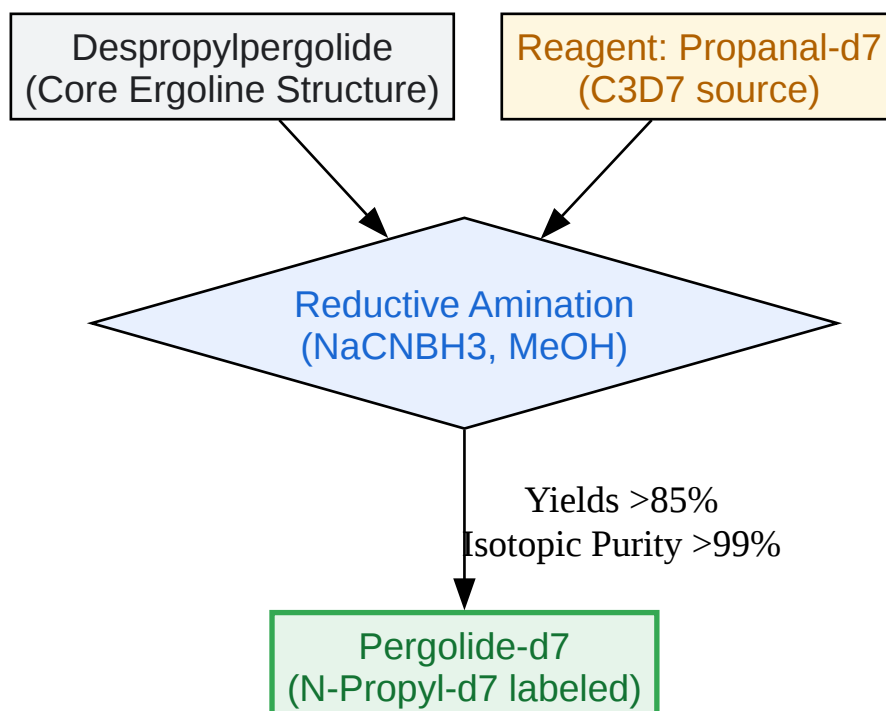 Despropylpergolide
(Core Ergoline Structure)
Reagent: Propanal-d7
(C3D7 source)
Reductive Amination
(NaCNBH3, MeOH)
Yields >85%
Isotopic Purity >99%
Pergolide-d7
(N-Propyl-d7 labeled)